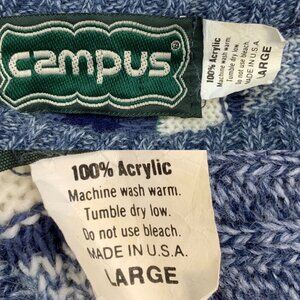 campus®
100% Acrylic
Machine wash warm.
Tumble dry low.
Do not use bleach.
MADE IN U.S.A.
LARGE
100% Acrylic
Machine wash warm.
Tumble dry low.
Do not use bleach.
MADE IN U.S.A.
LARGE